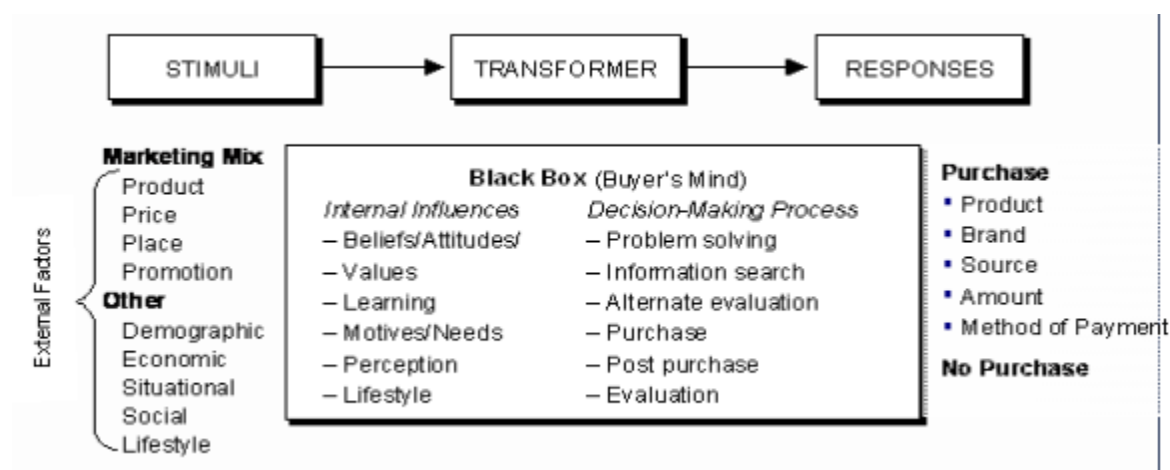 STIMULI
TRANSFORMER
RESPONSES
External Factors
Marketing Mix
Product
Price
Place
Promotion
Other
Demographic
Economic
Situational
Social
Lifestyle
Black Box (Buyer's Mind)
Internal Influences
– Beliefs/Attitudes/
– Values
– Learning
– Motives/Needs
– Perception
– Lifestyle
Decision-Making Process
– Problem solving
– Information search
– Alternate evaluation
– Purchase
– Post purchase
– Evaluation
Purchase
▪ Product
▪ Brand
▪ Source
▪ Amount
▪ Method of Payment
No Purchase